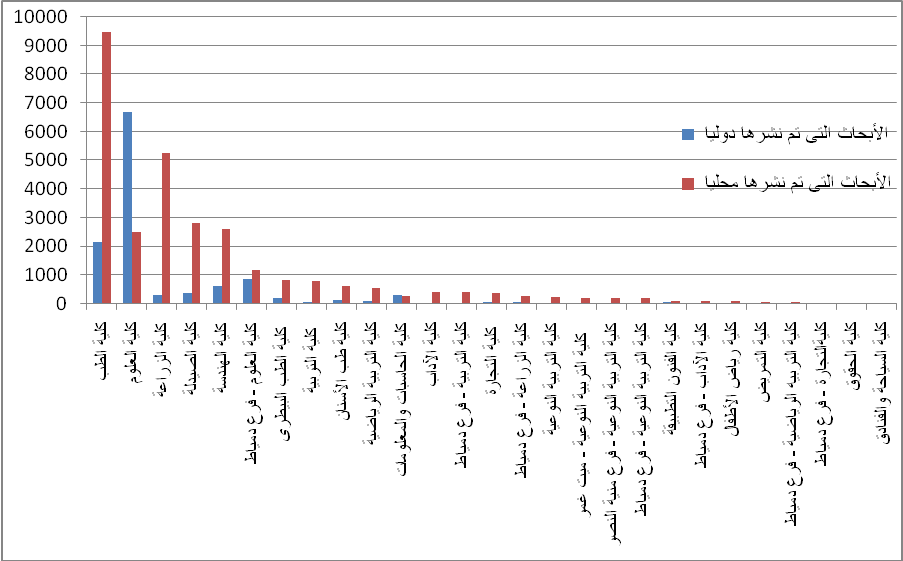 10000
9000
8000
7000
6000
5000
4000
3000
2000
1000
0
الأبحاث التى تم نشرها دوليا
الأبحاث التى تم نشرها محليا
كلية الطب
كلية العلوم
كلية الزراعة
كلية الصيدلة
كلية الهندسة
كلية العلوم - فرع دمياط
كلية الطب البيطرى
كلية التربية
كلية طب الأسنان
كلية التربية الرياضية
كلية الحاسبات والمعلومات
كلية الآداب
كلية التربية - فرع دمياط
كلية التجارة
كلية الزراعة - فرع دمياط
كلية التربية النوعية
كلية التربية النوعية - ميت غمر
كلية التربية النوعية - فرع منية النصر
كلية التربية النوعية - فرع دمياط
كلية الفنون التطبيقة
كلية الآداب - فرع دمياط
كلية رياض الأطفال
كلية التمريض
كلية التربية الرياضية - فرع دمياط
كلية التجارة - فرع دمياط
كلية الحقوق
كلية السياحة والفنادق